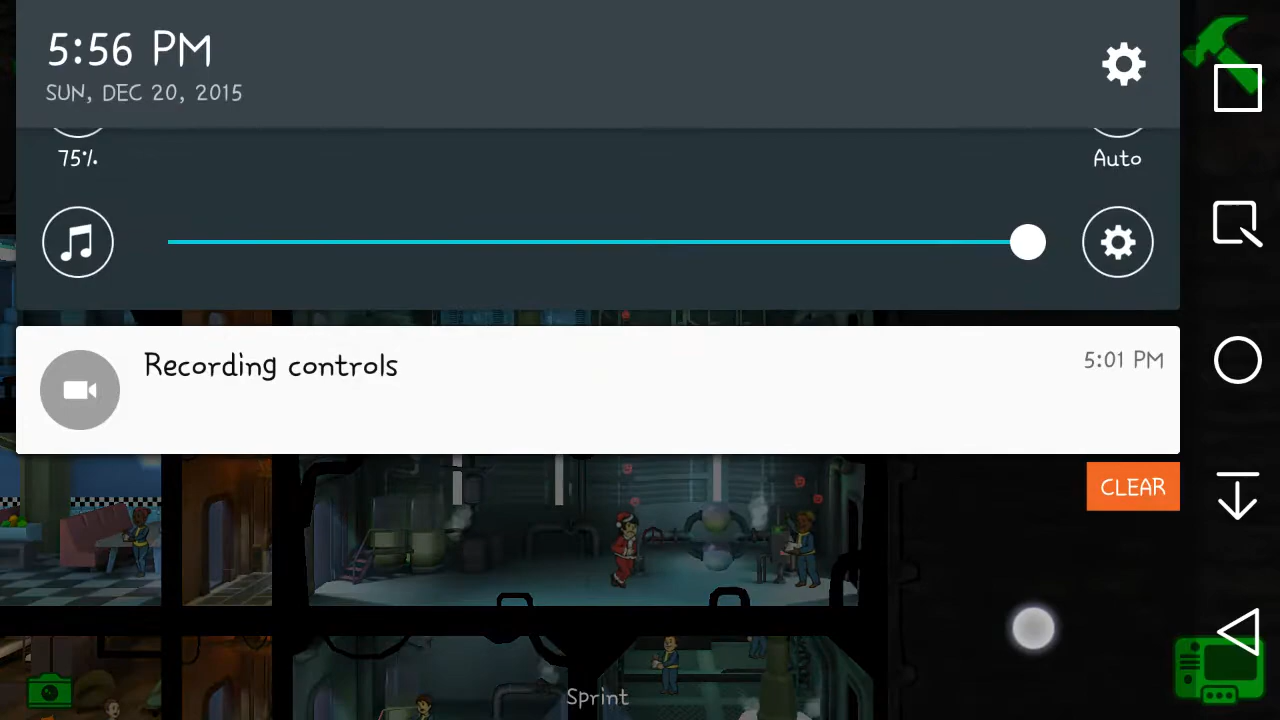 5:56 PM
SUN, DEC 20, 2015
75%
Auto
Recording controls
5:01 PM
CLEAR
Sprint